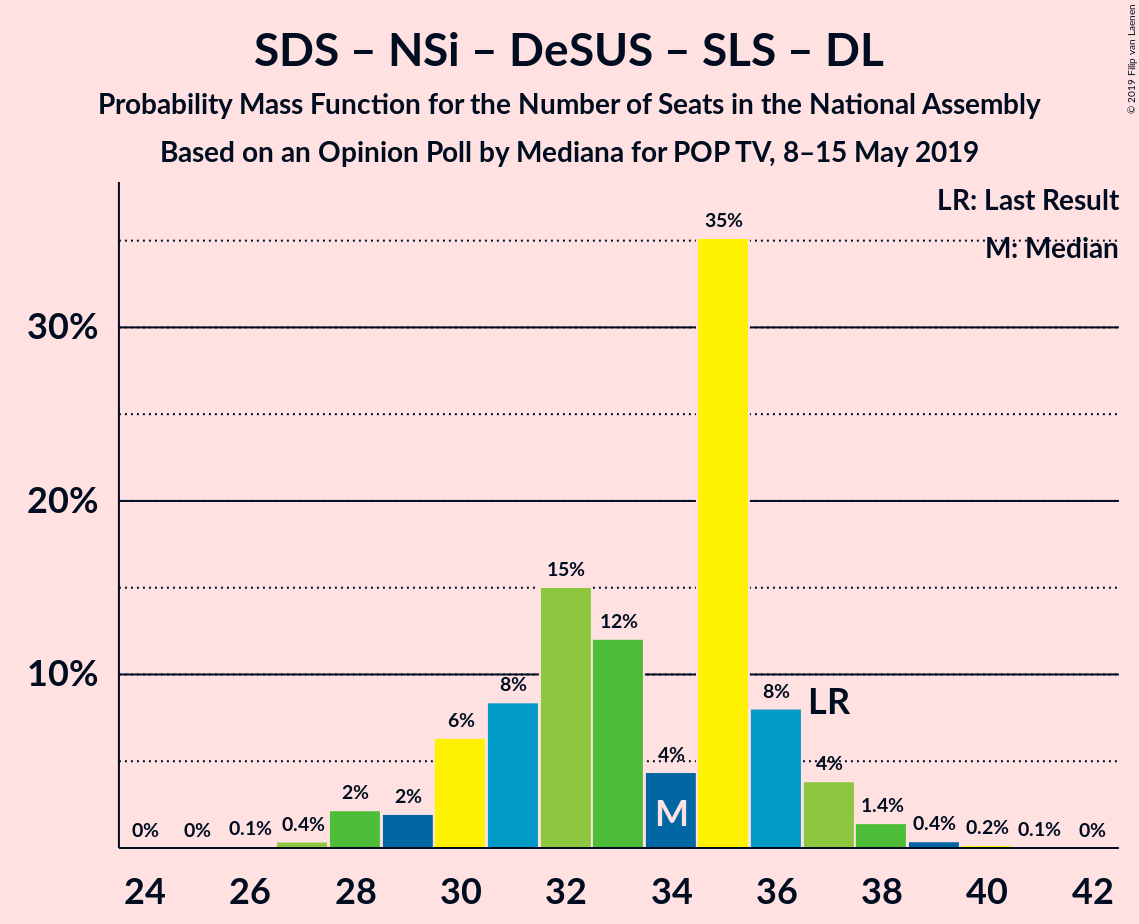 SDS – NSi – DeSUS – SLS – DL
Probability Mass Function for the Number of Seats in the National Assembly
Based on an Opinion Poll by Mediana for POP TV, 8–15 May 2019
© 2019 Filip van Laenen
LR: Last Result
M: Median
30%
20%
10%
0%
0%
0.1%
0.4%
2%
2%
6%
8%
15%
12%
4%
M
35%
8%
LR
4%
1.4%
0.4%
0.2%
0.1%
0%
24 26 28 30 32 34 36 38 40 42